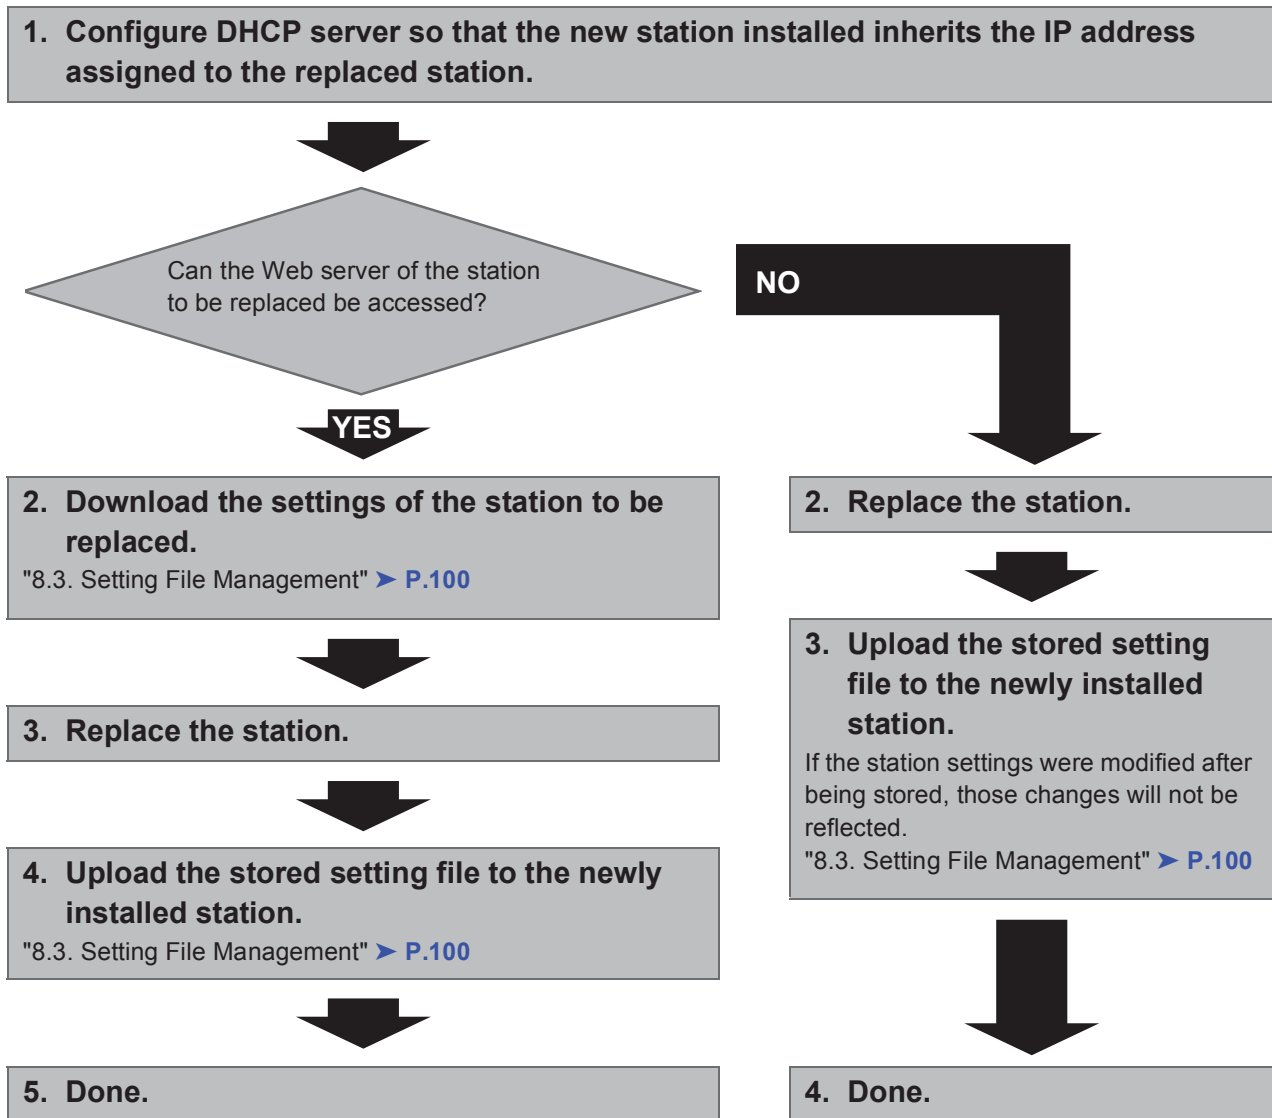 1. Configure DHCP server so that the new station installed inherits the IP address
assigned to the replaced station.
Can the Web server of the station
to be replaced be accessed?
NO
YES
2. Download the settings of the station to be
replaced.
"8.3. Setting File Management" ➤ P.100
3. Replace the station.
4. Upload the stored setting file to the newly
installed station.
"8.3. Setting File Management" ➤ P.100
5. Done.
2. Replace the station.
3. Upload the stored setting
file to the newly installed
station.
If the station settings were modified after
being stored, those changes will not be
reflected.
"8.3. Setting File Management" ➤ P.100
4. Done.